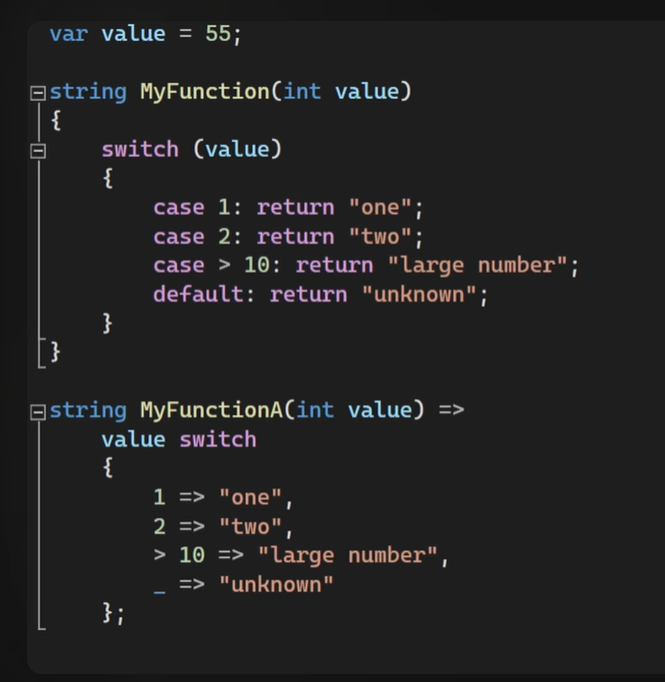 var value = 55;
string MyFunction(int value)
{
switch (value)
{
case 1: return "one";
case 2: return "two";
case > 10: return "large number";
default: return "unknown";
}
}
string MyFunctionA(int value) =>
value switch
{
1 => "one",
2 => "two",
> 10 => "large number",
_ => "unknown"
};